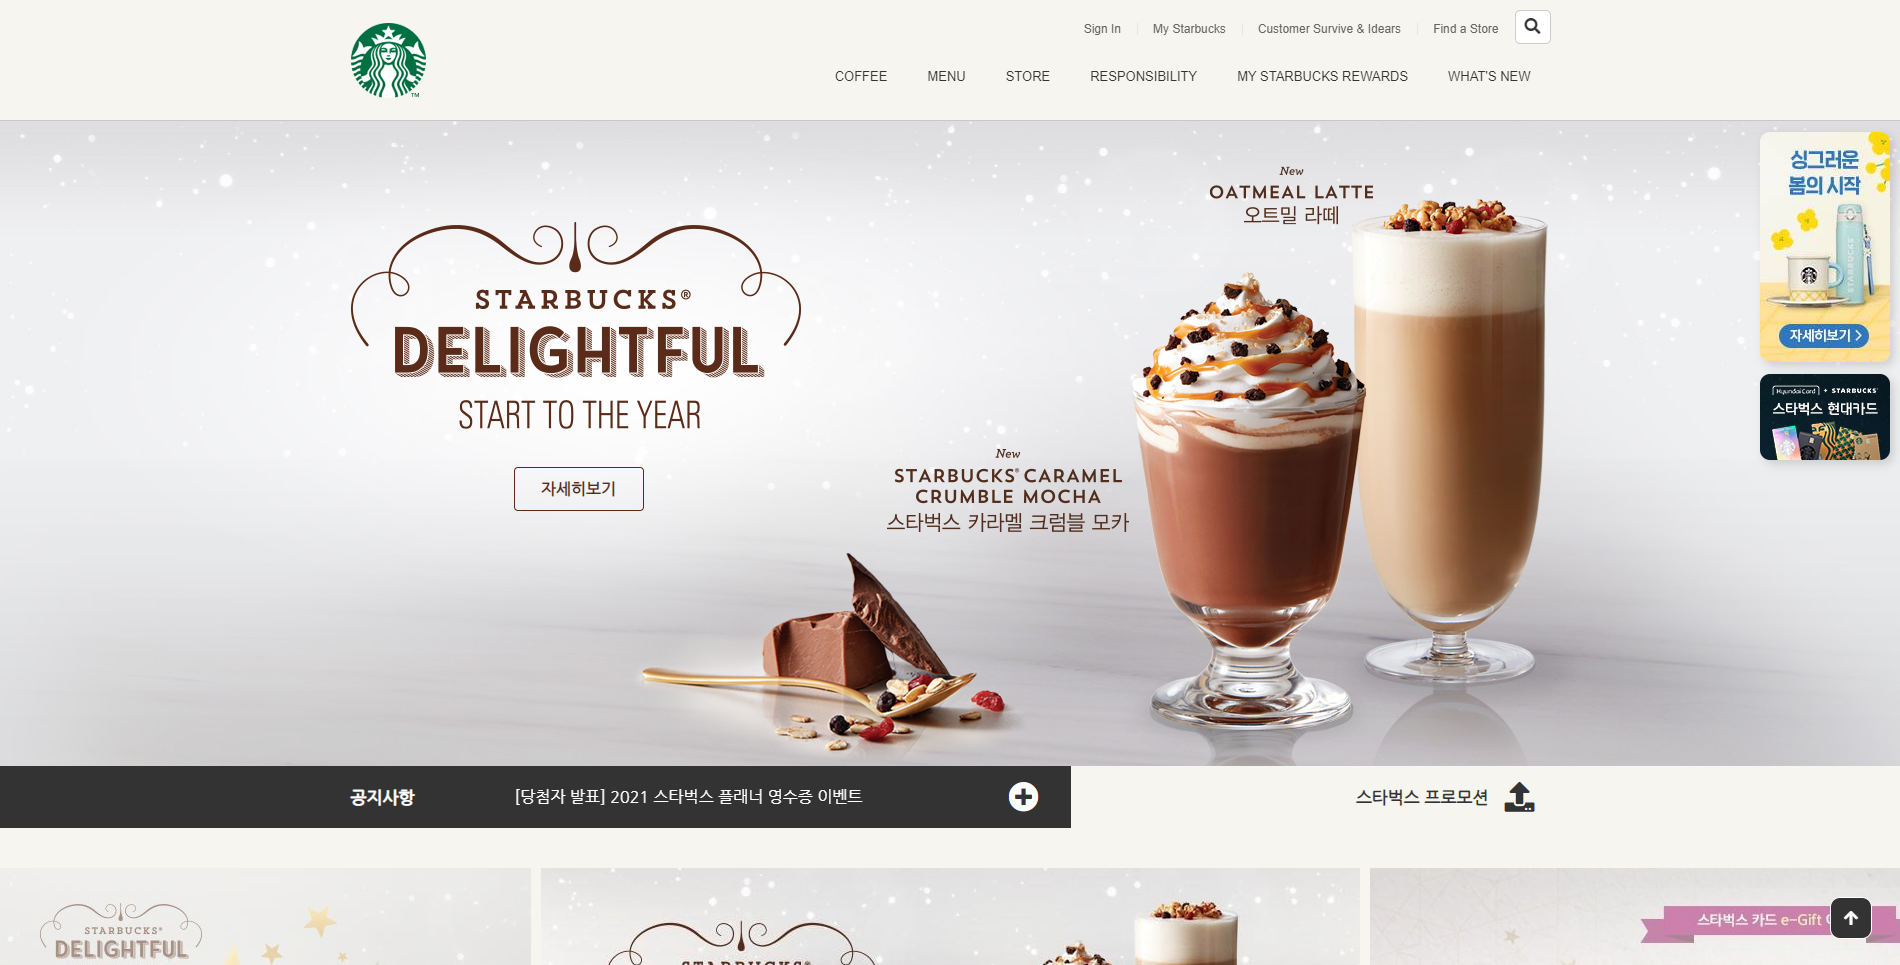 Sign In
My Starbucks
Customer Survive & Idears
Find a Store
COFFEE
MENU
STORE
RESPONSIBILITY
MY STARBUCKS REWARDS
WHAT'S NEW
TM
STARBUCKS®
DELIGHTFUL
START TO THE YEAR
자세히보기
New
OATMEAL LATTE
오트밀 라떼
New
STARBUCKS® CARAMEL
CRUMBLE MOCHA
스타벅스 카라멜 크럼블 모카
싱그러운
봄의 시작
STARBUCKS
자세히보기 >
HyundaiCard + STARBUCKS
스타벅스 현대카드
공지사항
[당첨자 발표] 2021 스타벅스 플래너 영수증 이벤트
스타벅스 프로모션
STARBUCKS®
DELIGHTFUL
STARBUCKS®
스타벅스 카드 e-Gift